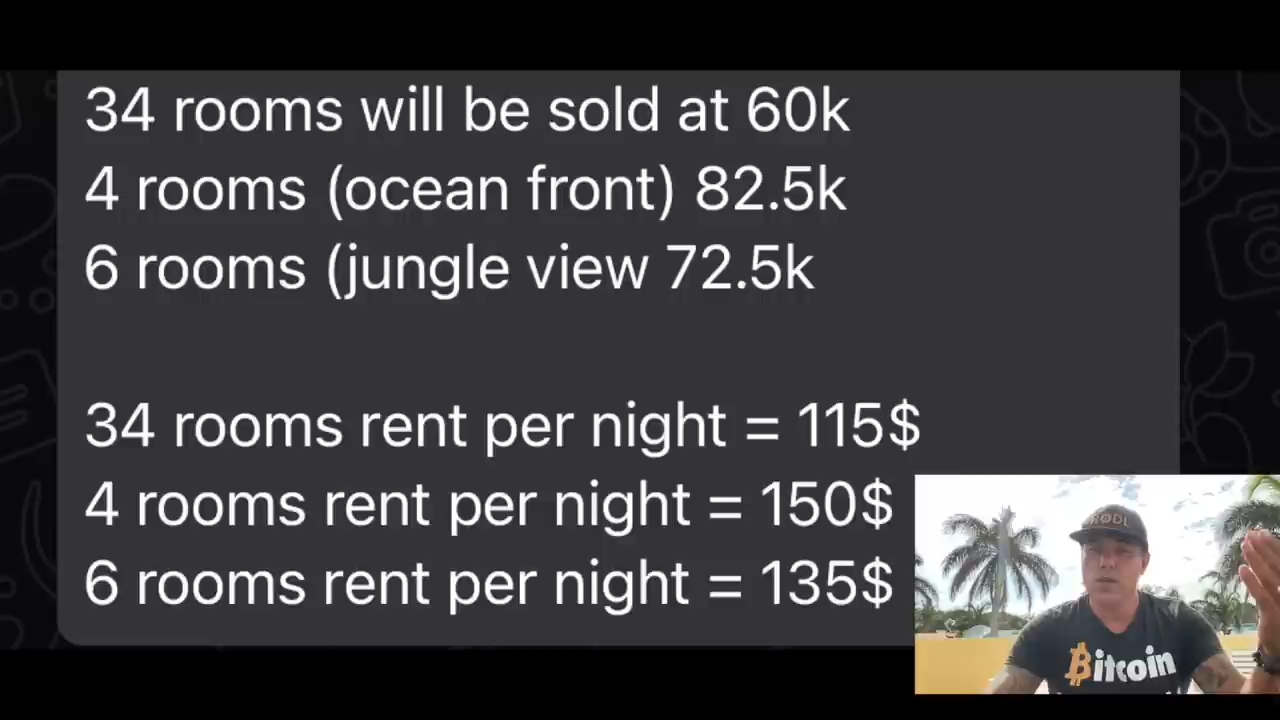 34 rooms will be sold at 60k
4 rooms (ocean front) 82.5k
6 rooms (jungle view 72.5k
34 rooms rent per night = 115$
4 rooms rent per night = 150$
6 rooms rent per night = 135$
Bitcoin